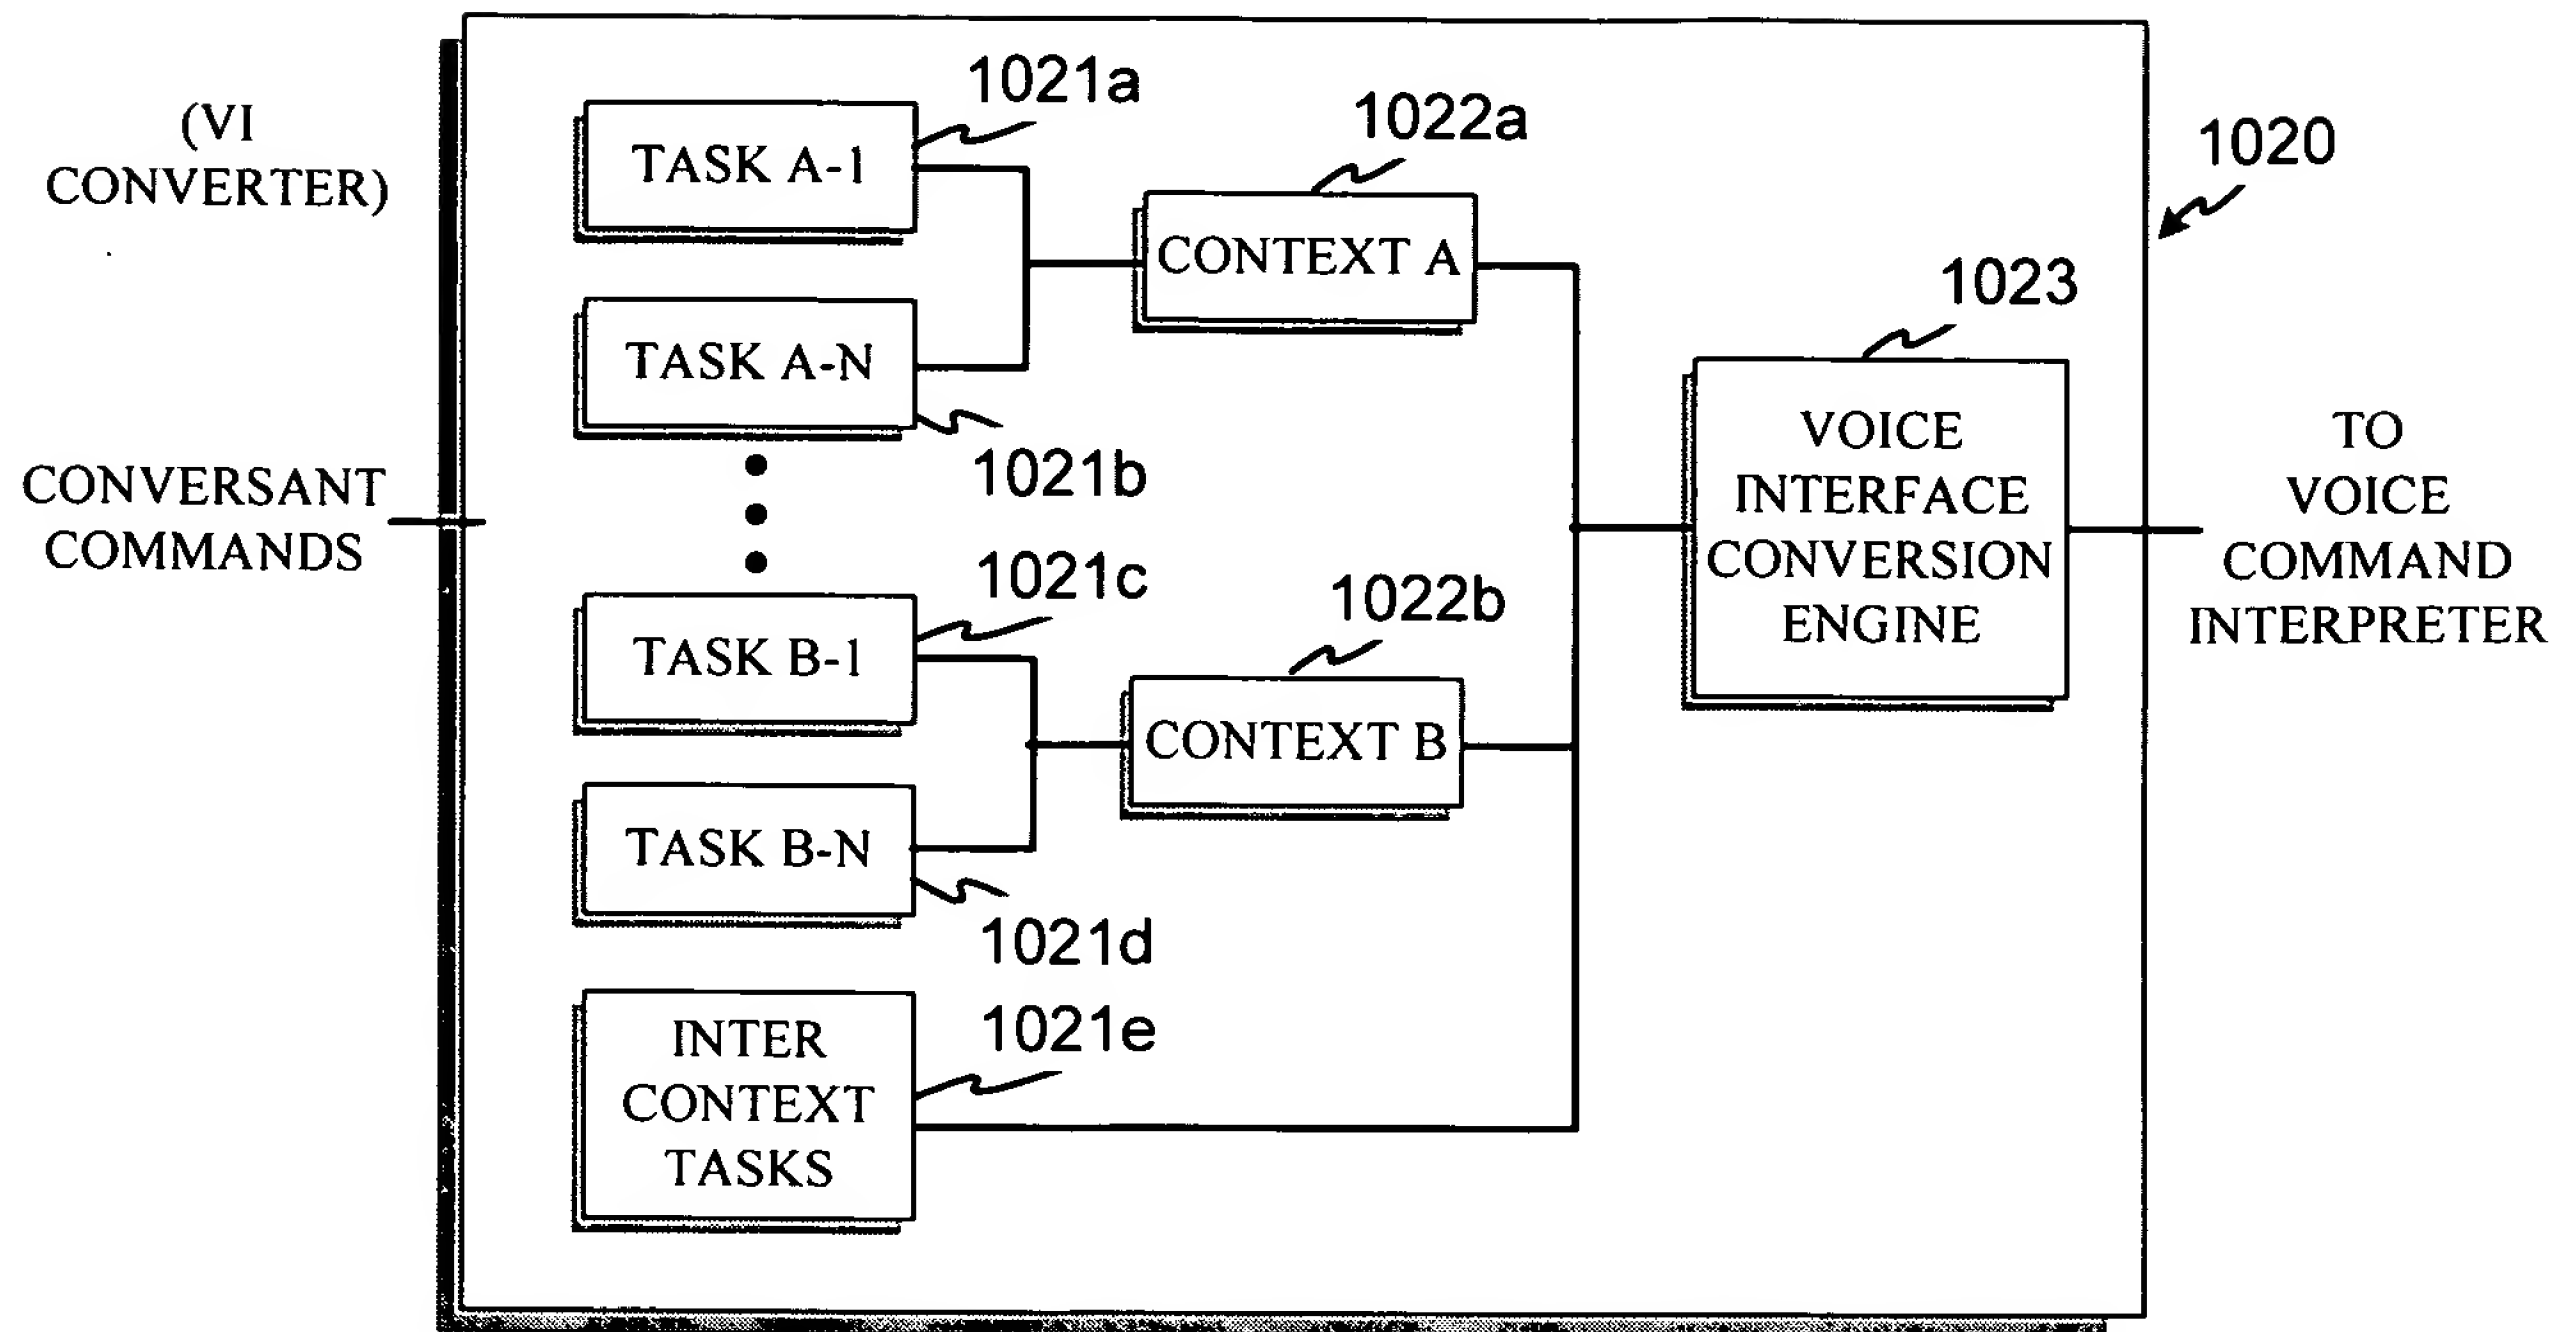 (VI
CONVERTER)
CONVERSANT
COMMANDS
1021a
TASK A-1
TASK A-N
1021b
1021c
TASK B-1
TASK B-N
1021d
INTER
CONTEXT
TASKS
1021e
1022a
CONTEXT A
1022b
CONTEXT B
1023
VOICE
INTERFACE
CONVERSION
ENGINE
1020
TO
VOICE
COMMAND
INTERPRETER